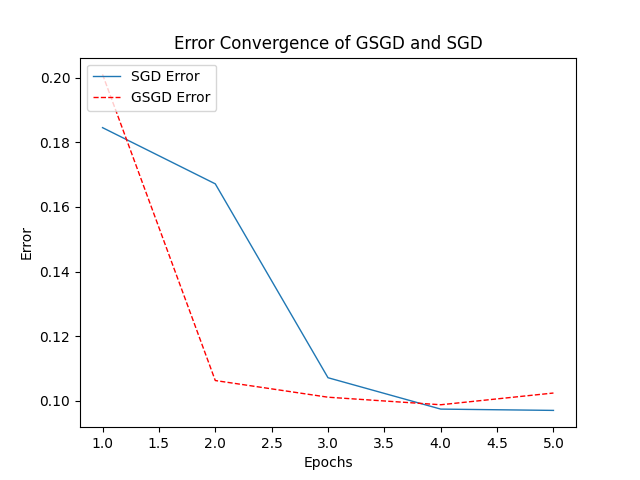 Error Convergence of GSGD and SGD
SGD Error
GSGD Error
0.20
0.18
0.16
0.14
0.12
0.10
Error
1.0 1.5 2.0 2.5 3.0 3.5 4.0 4.5 5.0
Epochs